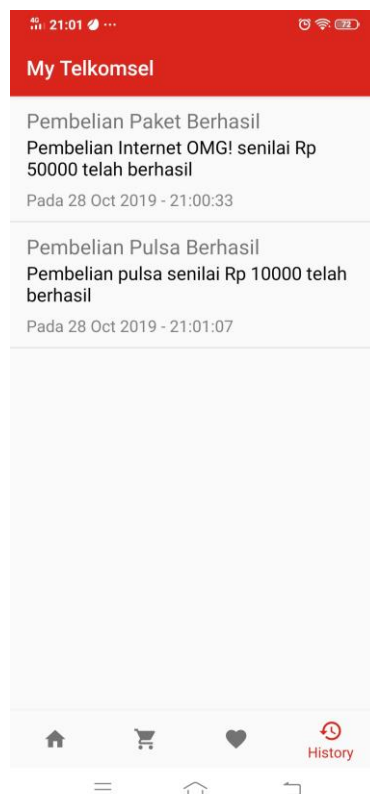 4G 21:01 ...
72
My Telkomsel
Pembelian Paket Berhasil
Pembelian Internet OMG! senilai Rp
50000 telah berhasil
Pada 28 Oct 2019 - 21:00:33
Pembelian Pulsa Berhasil
Pembelian pulsa senilai Rp 10000 telah
berhasil
Pada 28 Oct 2019 - 21:01:07
History